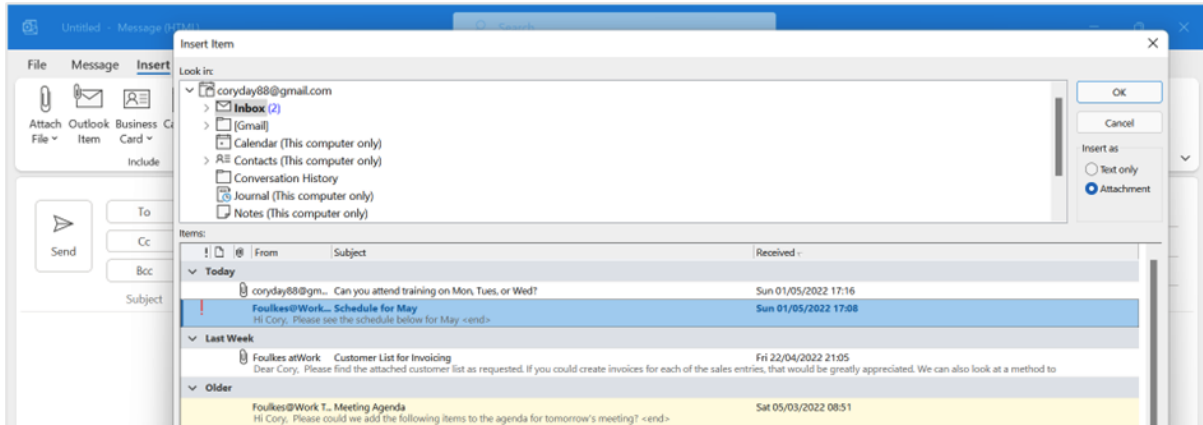 Untitled - Message (HTML)
Search
Insert Item
File Message Insert
Look in:
coryday88@gmail.com
Inbox (2)
[Gmail]
Calendar (This computer only)
Contacts (This computer only)
Conversation History
Journal (This computer only)
Notes (This computer only)
OK
Cancel
Insert as
Text only
Attachment
Attach File
Outlook Item
Business Card
Include
Send
To
Cc
Bcc
Subject
Items:
! From Subject Received
Today
coryday88@gm... Can you attend training on Mon, Tues, or Wed? Sun 01/05/2022 17:16
! Foulkes@Work... Schedule for May Sun 01/05/2022 17:08
Hi Cory, Please see the schedule below for May <end>
Last Week
Foulkes atWork Customer List for Invoicing Fri 22/04/2022 21:05
Dear Cory, Please find the attached customer list as requested. If you could create invoices for each of the sales entries, that would be greatly appreciated. We can also look at a method to
Older
Foulkes@Work T... Meeting Agenda Sat 05/03/2022 08:51
Hi Cory, Please could we add the following items to the agenda for tomorrow's meeting? <end>